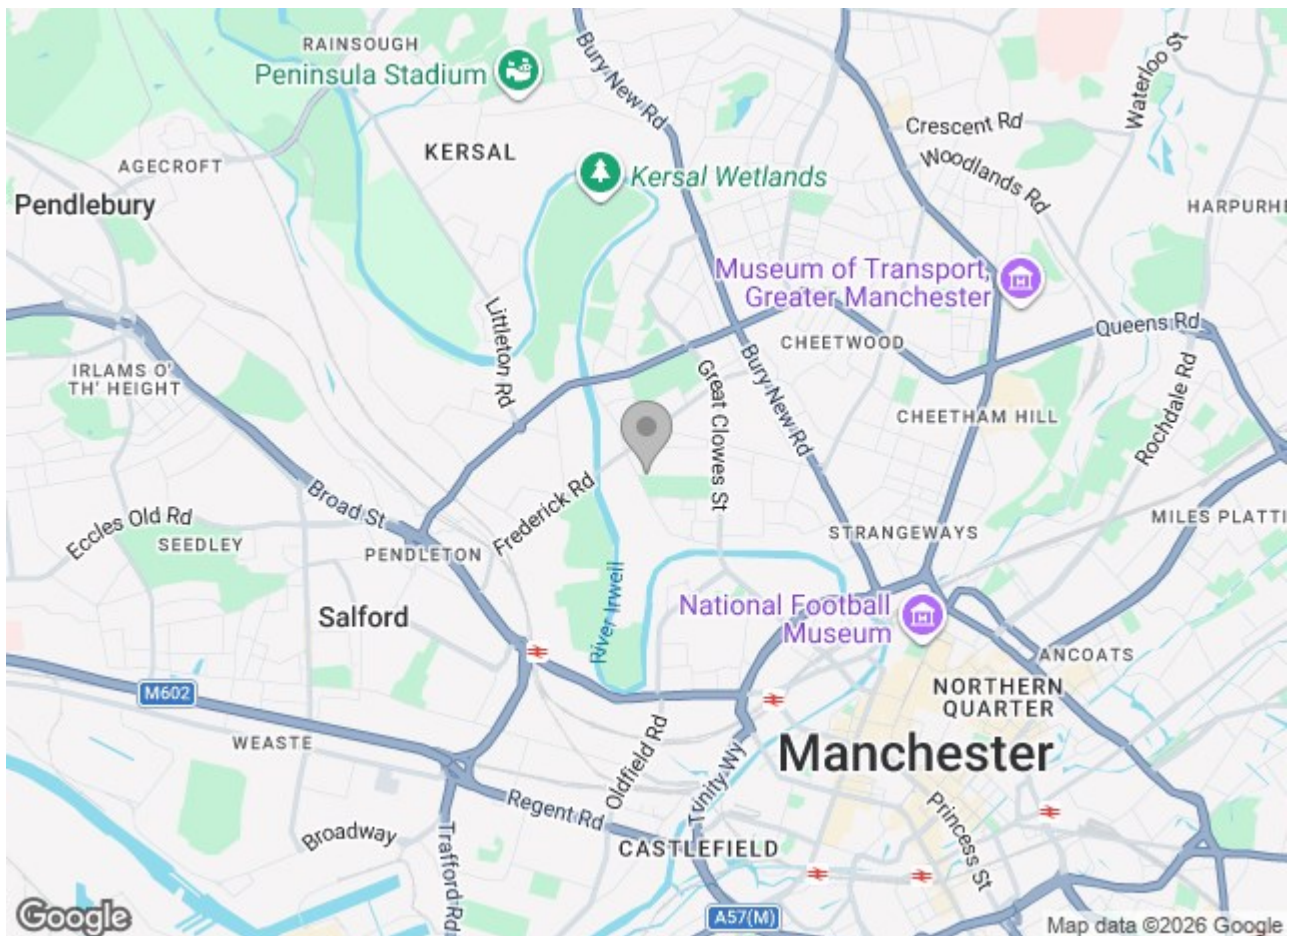 RAINSOUGH
Peninsula Stadium
Bury New Rd
Waterloo St
Crescent Rd
KERSAL
AGECROFT
Woodlands Rd
Kersal Wetlands
Pendlebury
HARPURHE
Museum of Transport,
Greater Manchester
Littleton Rd
Queens Rd
CHEETWOOD
IRLAMS O'
TH' HEIGHT
Great Clowes St
Bury New Rd
Rochdale Rd
CHEETHAM HILL
Broad St
Frederick Rd
Eccles Old Rd
SEEDLEY
MILES PLATTI
STRANGEWAYS
PENDLETON
River Irwell
Salford
National Football
Museum
ANCOATS
M602
NORTHERN
QUARTER
WEASTE
Oldfield Rd
Trinity Wy
Manchester
Regent Rd
Princess St
Broadway
Trafford Rd
CASTLEFIELD
A57(M)
Google
Map data ©2026 Google